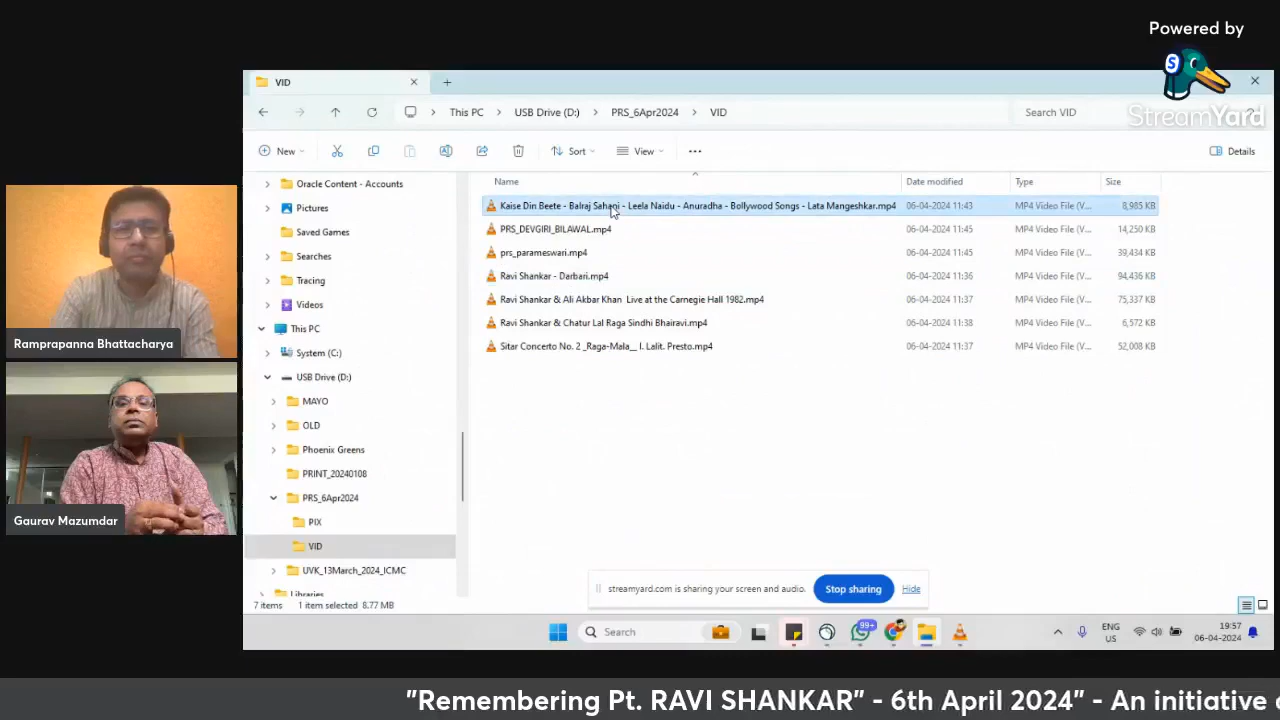 Powered by
S
StreamYard
VID
This PC
USB Drive (D:)
PRS_6Apr2024
VID
Search VID
New
Sort
View
Details
Oracle Content - Accounts
Pictures
Saved Games
Searches
Tracing
Videos
This PC
System (C:)
USB Drive (D:)
MAYO
OLD
Phoenix Greens
PRINT_20240108
PRS_6Apr2024
PIX
VID
UVK_13March_2024_ICMC
Libraries
7 items 1 item selected 8.77 MB
Name Date modified Type Size
Kaise Din Beete - Balraj Sahani - Leela Naidu - Anuradha - Bollywood Songs - Lata Mangeshkar.mp4 06-04-2024 11:43 MP4 Video File (V... 8,985 KB
PRS_DEVGIRI_BILAWAL.mp4 06-04-2024 11:45 MP4 Video File (V... 14,250 KB
prs_parameswari.mp4 06-04-2024 11:45 MP4 Video File (V... 39,434 KB
Ravi Shankar - Darbari.mp4 06-04-2024 11:36 MP4 Video File (V... 94,436 KB
Ravi Shankar & Ali Akbar Khan Live at the Carnegie Hall 1982.mp4 06-04-2024 11:37 MP4 Video File (V... 75,337 KB
Ravi Shankar & Chatur Lal Raga Sindhi Bhairavi.mp4 06-04-2024 11:38 MP4 Video File (V... 6,572 KB
Sitar Concerto No. 2 _Raga-Mala__ I. Lalit. Presto.mp4 06-04-2024 11:37 MP4 Video File (V... 52,008 KB
streamyard.com is sharing your screen and audio. Stop sharing Hide
Search
99+
ENG
US
19:57
06-04-2024
Ramprapanna Bhattacharya
Gaurav Mazumdar
"Remembering Pt. RAVI SHANKAR" - 6th April 2024" - An initiative